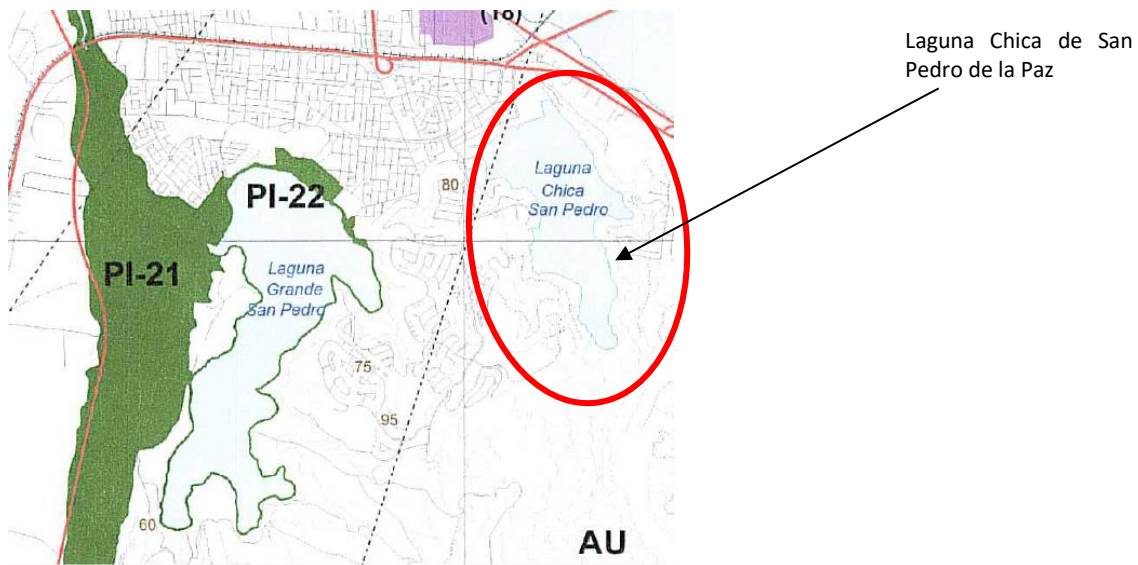 (18)
Laguna Chica de San
Pedro de la Paz
Laguna
Chica
San Pedro
80
PI-22
PI-21
Laguna
Grande
San Pedro
75
95
60
AU